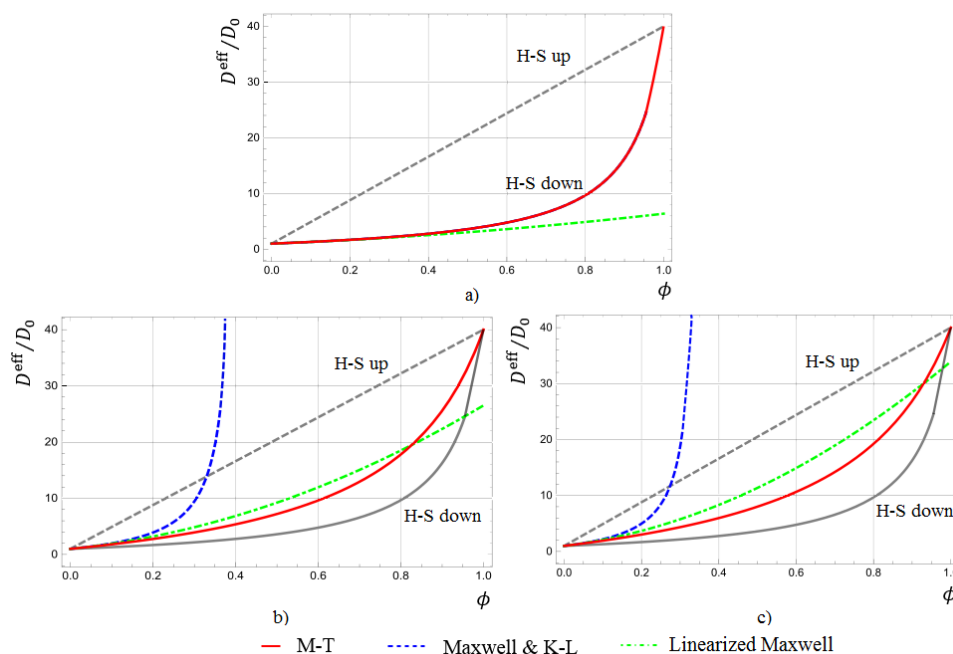 D^eff/D_0
40
30
20
10
0
H-S up
H-S down
0.0 0.2 0.4 0.6 0.8 1.0
a)
ϕ
D^eff/D_0
40
30
20
10
0
H-S up
H-S down
0.0 0.2 0.4 0.6 0.8 1.0
b)
ϕ
D^eff/D_0
40
30
20
10
0
H-S up
H-S down
0.0 0.2 0.4 0.6 0.8 1.0
c)
ϕ
M-T Maxwell & K-L Linearized Maxwell